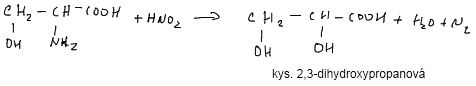 CH₂ – CH – COOH + HNO₂ → CH₂ – CH – COOH + H₂O + N₂
OH NH₂ OH OH
kys. 2,3-dihydroxypropanová